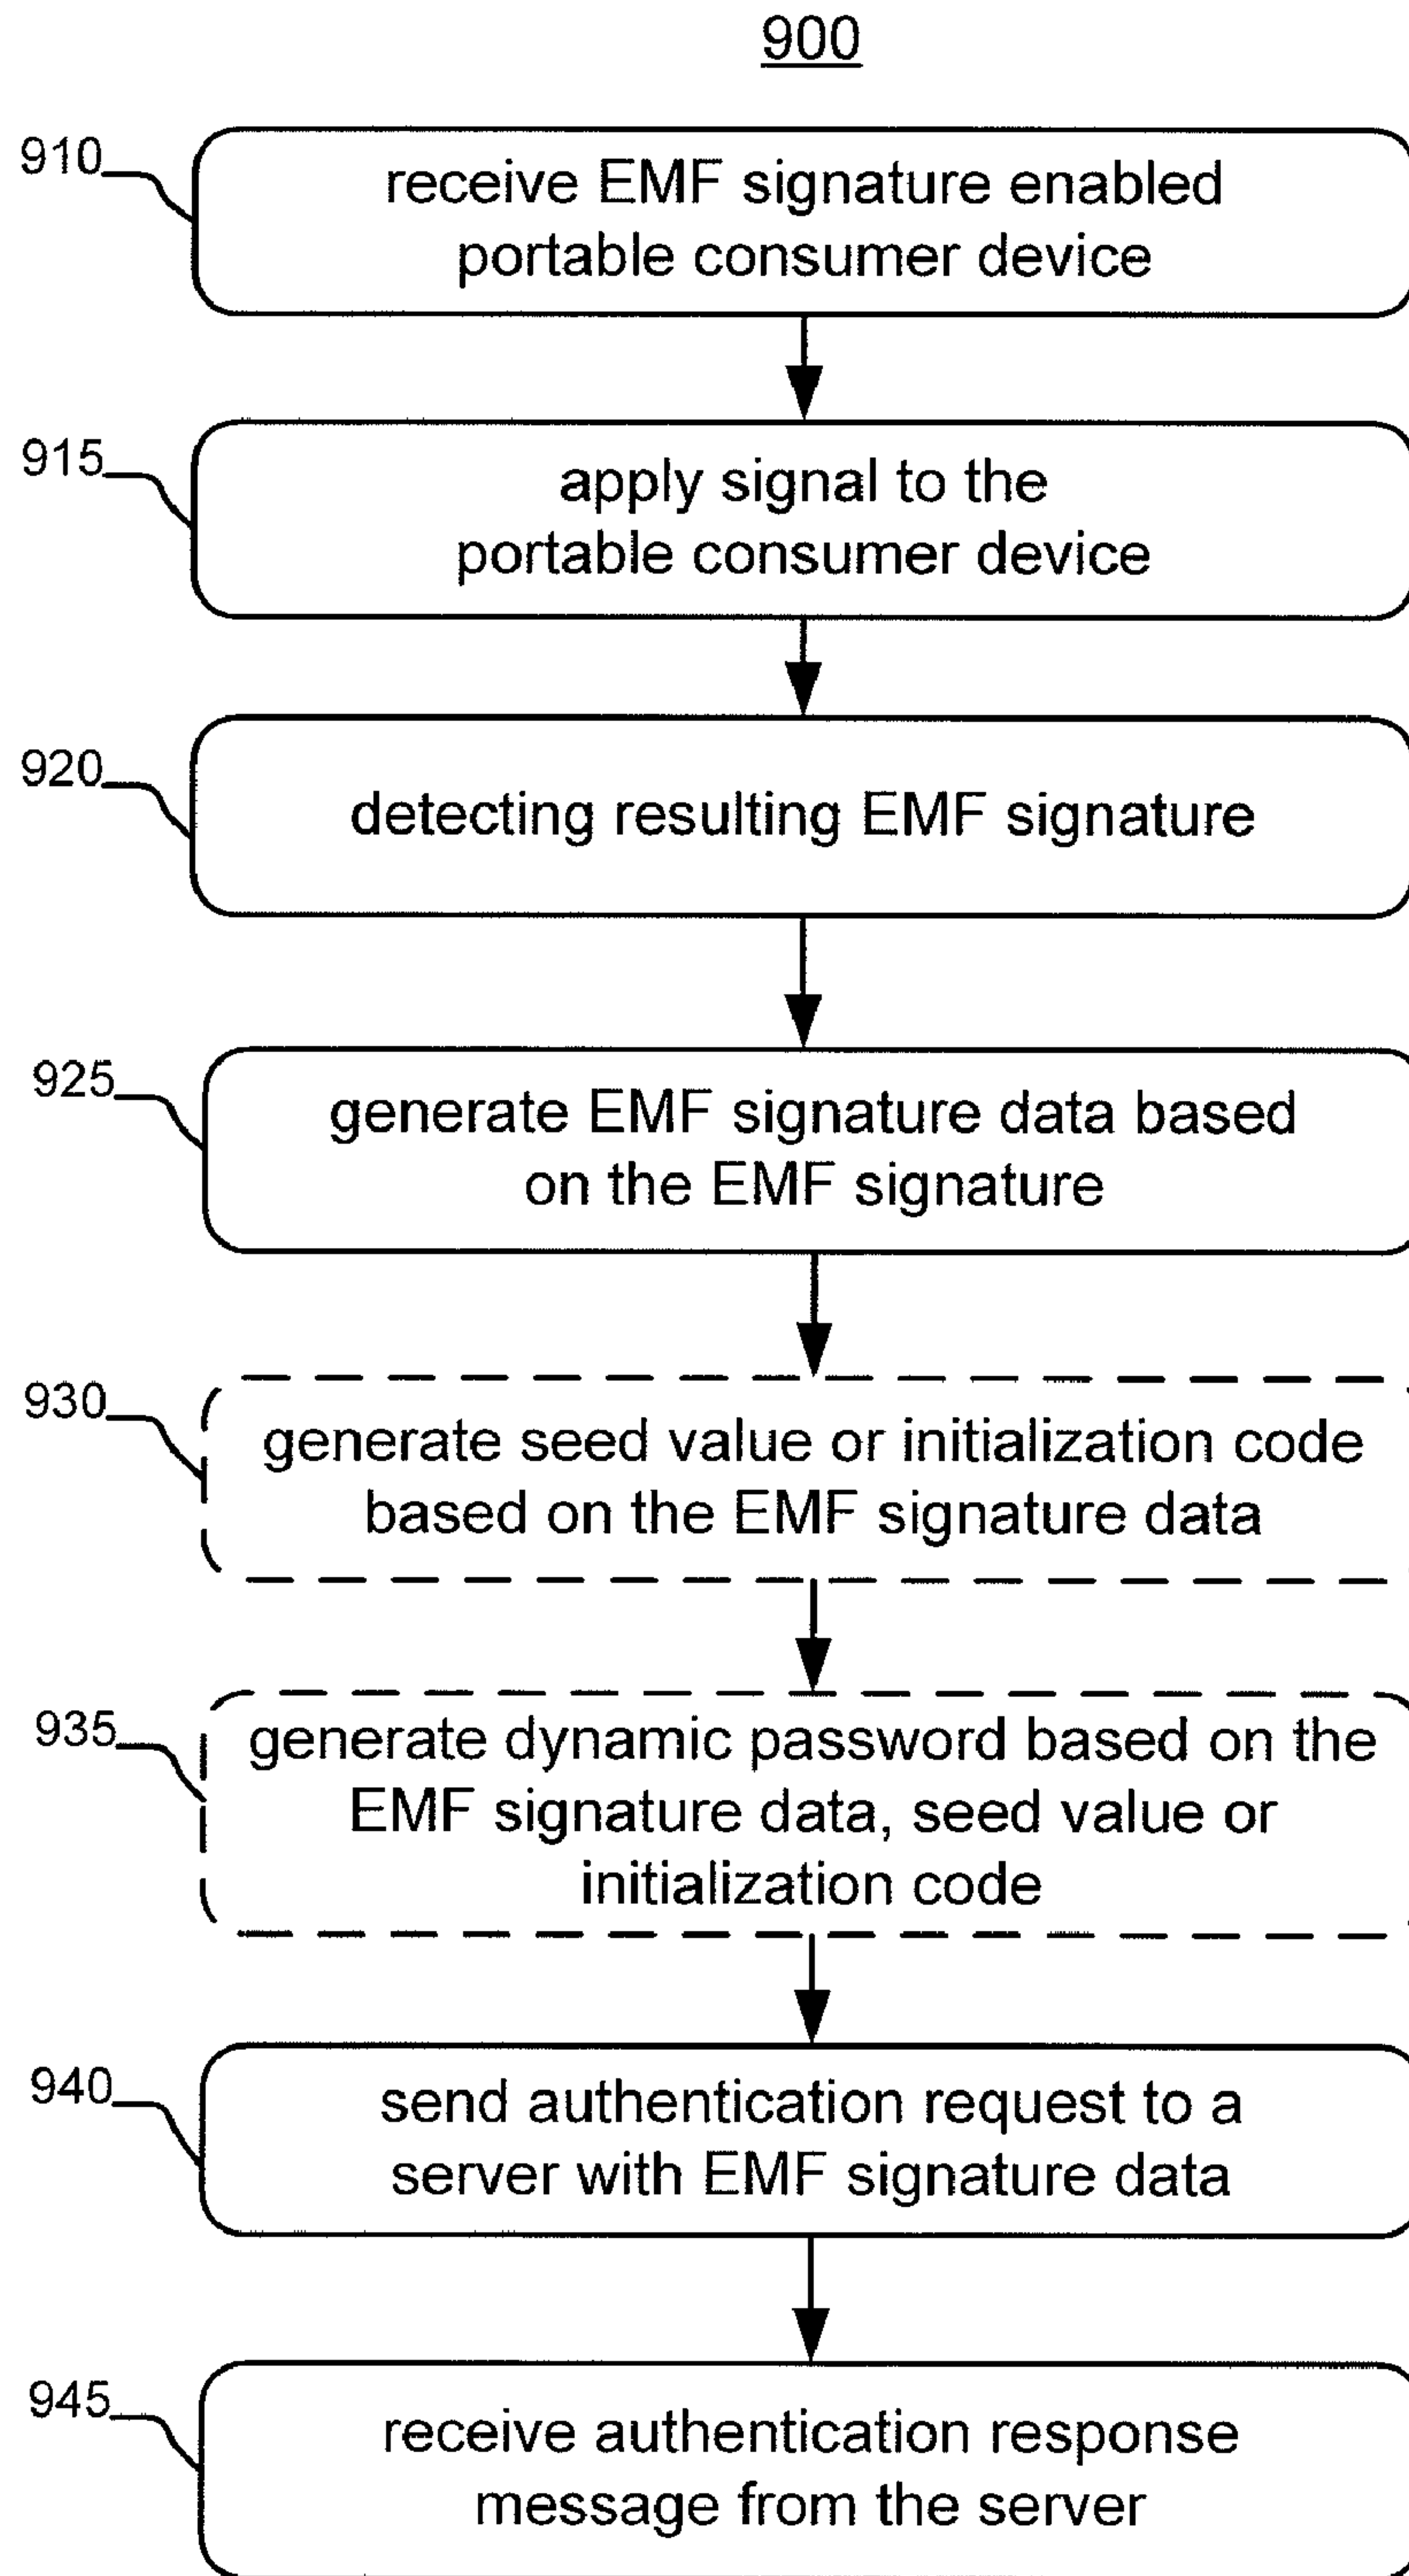 900
910
receive EMF signature enabled
portable consumer device
915
apply signal to the
portable consumer device
920
detecting resulting EMF signature
925
generate EMF signature data based
on the EMF signature
930
generate seed value or initialization code
based on the EMF signature data
935
generate dynamic password based on the
EMF signature data, seed value or
initialization code
940
send authentication request to a
server with EMF signature data
945
receive authentication response
message from the server